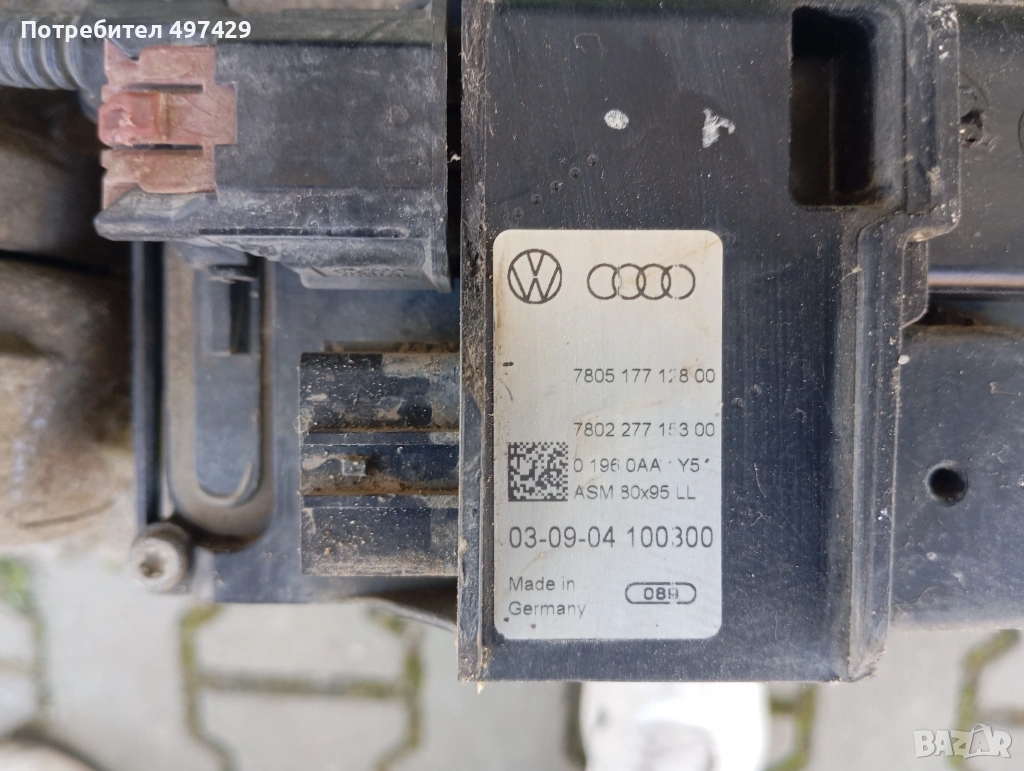 Потребител 497429
7805 177 128 00
7802 277 153 00
0 196 0AA Y5*
ASM 80x95 LL
03-09-04 100300
Made in
Germany
089
BAZAR